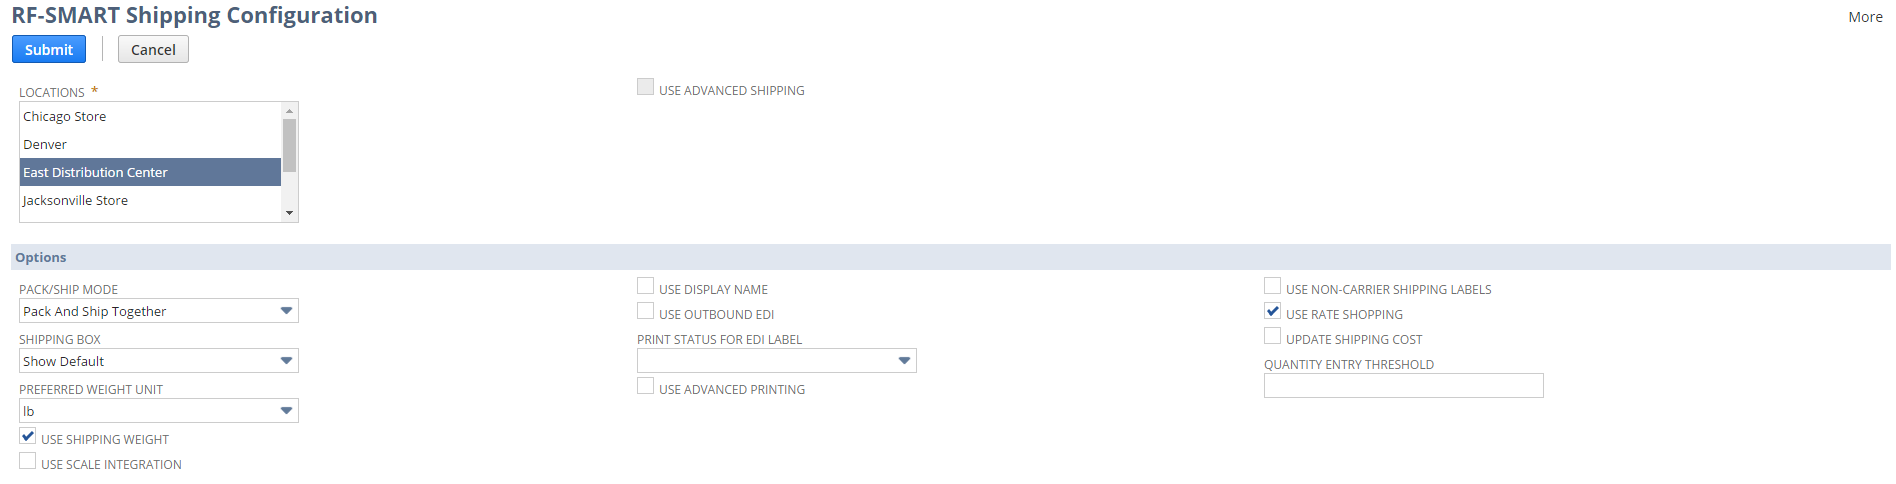 RF-SMART Shipping Configuration
More
Submit
Cancel
LOCATIONS *
Chicago Store
Denver
East Distribution Center
Jacksonville Store
USE ADVANCED SHIPPING
Options
PACK/SHIP MODE
Pack And Ship Together
SHIPPING BOX
Show Default
PREFERRED WEIGHT UNIT
lb
USE SHIPPING WEIGHT
USE SCALE INTEGRATION
USE DISPLAY NAME
USE OUTBOUND EDI
PRINT STATUS FOR EDI LABEL
USE ADVANCED PRINTING
USE NON-CARRIER SHIPPING LABELS
USE RATE SHOPPING
UPDATE SHIPPING COST
QUANTITY ENTRY THRESHOLD